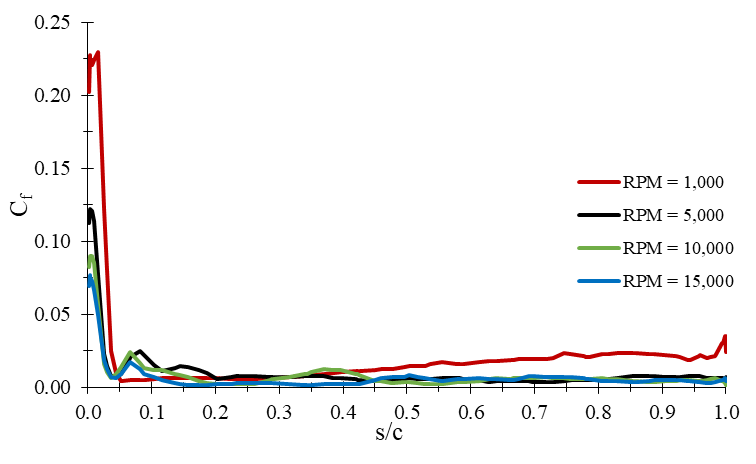 0.25
0.20
0.15
0.10
0.05
0.00
C_f
0.0 0.1 0.2 0.3 0.4 0.5 0.6 0.7 0.8 0.9 1.0
s/c
RPM = 1,000
RPM = 5,000
RPM = 10,000
RPM = 15,000